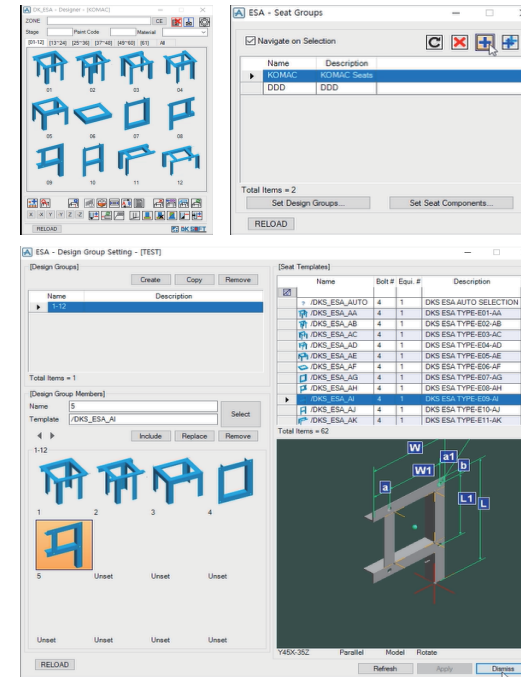 DK_ESA - Designer - [KOMAC]
ZONE CE
Stage Paint Code Material
[01-12] [13~24] [25~36] [37~48] [49~60] [61] All
01 02 03 04
05 06 07 08
09 10 11 12
-X X -Y Y -Z Z
RELOAD
DKSOFT
ESA - Seat Groups
Navigate on Selection
Name Description
KOMAC KOMAC Seats
DDD DDD
Total Items = 2
Set Design Groups... Set Seat Components...
RELOAD
ESA - Design Group Setting - [TEST]
[Design Groups]
Create Copy Remove
Name Description
1-12
Total Items = 1
[Design Group Members]
Name 5
Template /DKS_ESA_AI
Select
Include Replace Remove
1-12
1 2 3 4
5 Unset Unset Unset
Unset Unset Unset Unset
RELOAD
[Seat Templates]
Name Bolt # Equi. # Description
? /DKS_ESA_AUTO 4 1 DKS ESA AUTO SELECTION
/DKS_ESA_AA 4 1 DKS ESA TYPE-E01-AA
/DKS_ESA_AB 4 1 DKS ESA TYPE-E02-AB
/DKS_ESA_AC 4 1 DKS ESA TYPE-E03-AC
/DKS_ESA_AD 4 1 DKS ESA TYPE-E04-AD
/DKS_ESA_AE 4 1 DKS ESA TYPE-E05-AE
/DKS_ESA_AF 4 1 DKS ESA TYPE-E06-AF
/DKS_ESA_AG 4 1 DKS ESA TYPE-E07-AG
/DKS_ESA_AH 4 1 DKS ESA TYPE-E08-AH
/DKS_ESA_AI 4 1 DKS ESA TYPE-E09-AI
/DKS_ESA_AJ 4 1 DKS ESA TYPE-E10-AJ
/DKS_ESA_AK 4 1 DKS ESA TYPE-E11-AK
Total Items = 62
W
a1
W1 b
a
L1 L
Y45X-35Z Parallel Model Rotate
Refresh Apply Dismiss